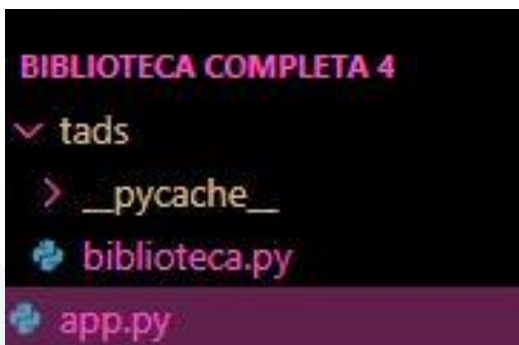 BIBLIOTECA COMPLETA 4
tads
__pycache__
biblioteca.py
app.py